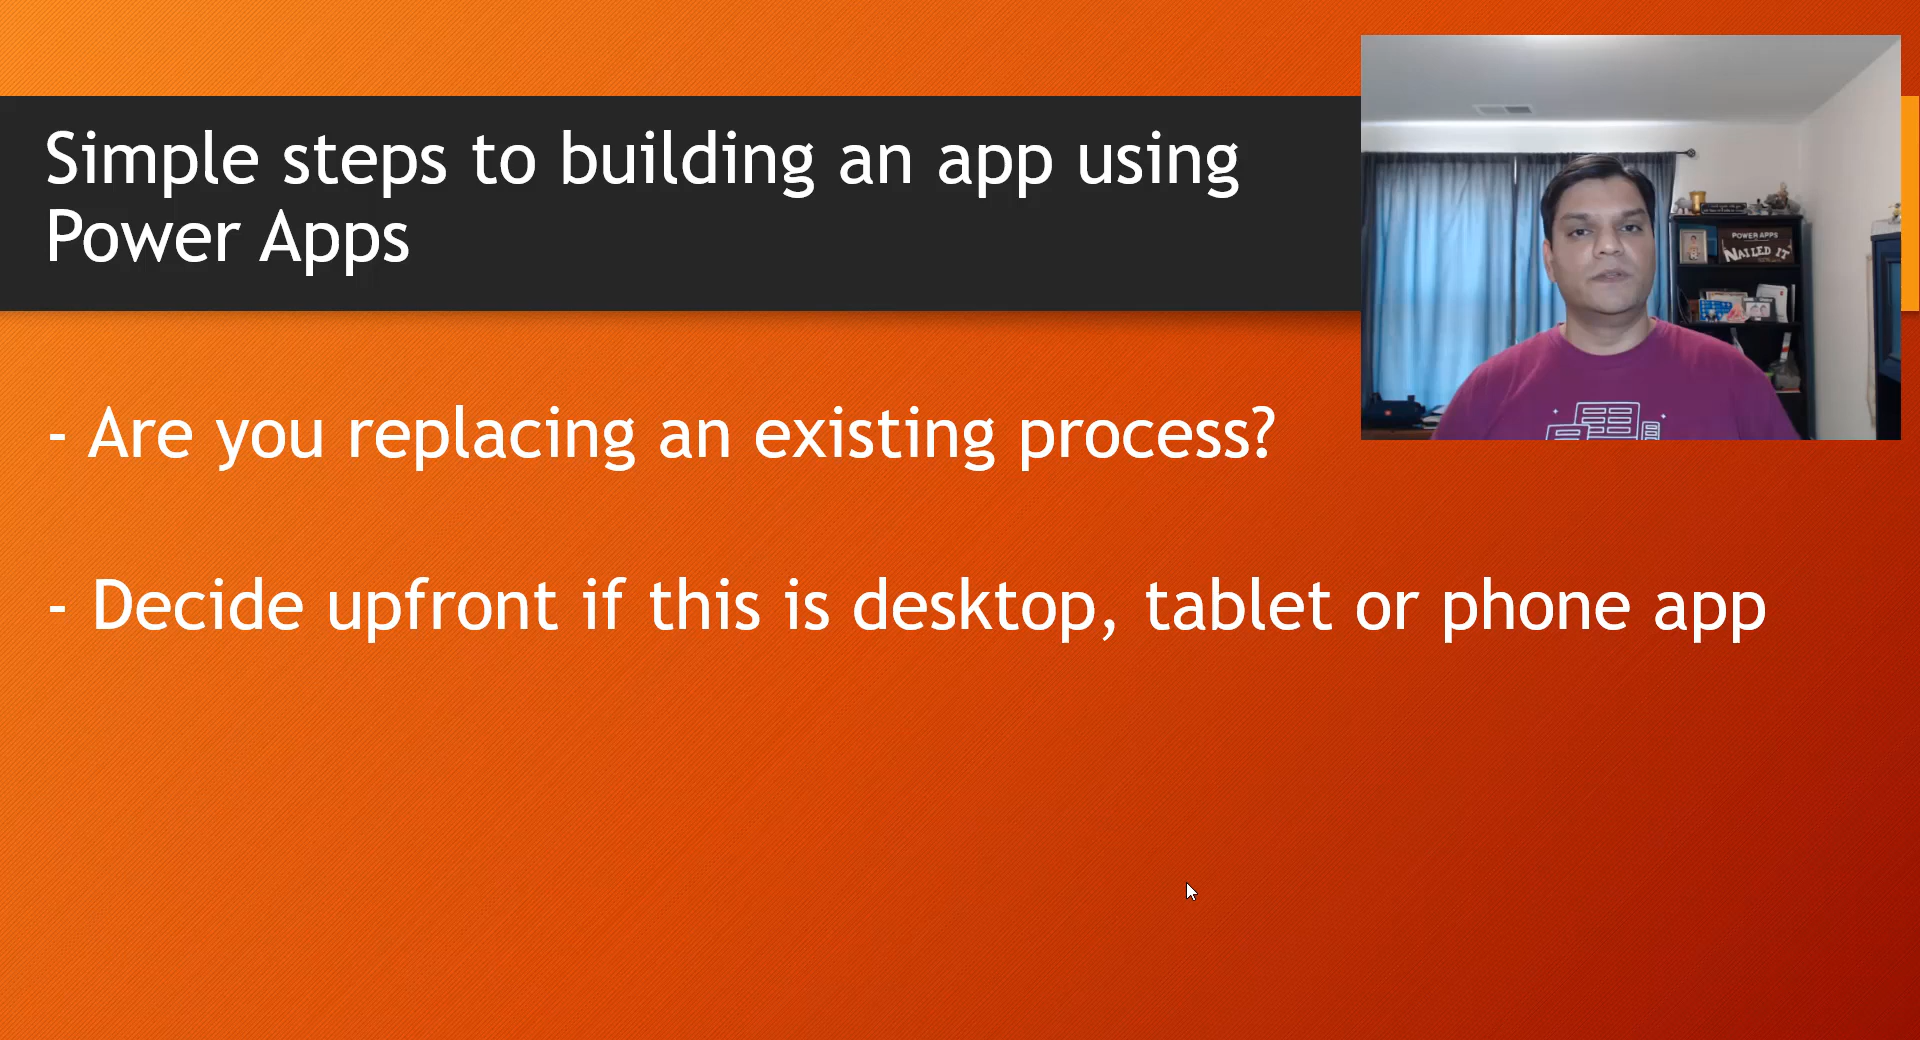 Simple steps to building an app using
Power Apps
- Are you replacing an existing process?
- Decide upfront if this is desktop, tablet or phone app
POWER APPS
NAILED IT